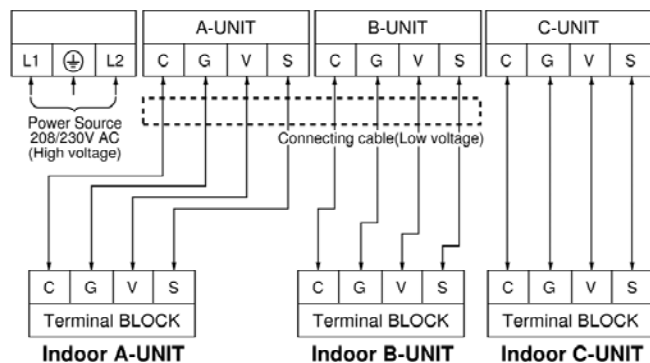 A-UNIT B-UNIT C-UNIT
L1 L2 C G V S C G V S C G V S
Power Source
208/230V AC
(High voltage)
Connecting cable(Low voltage)
C G V S C G V S C G V S
Terminal BLOCK Terminal BLOCK Terminal BLOCK
Indoor A-UNIT Indoor B-UNIT Indoor C-UNIT